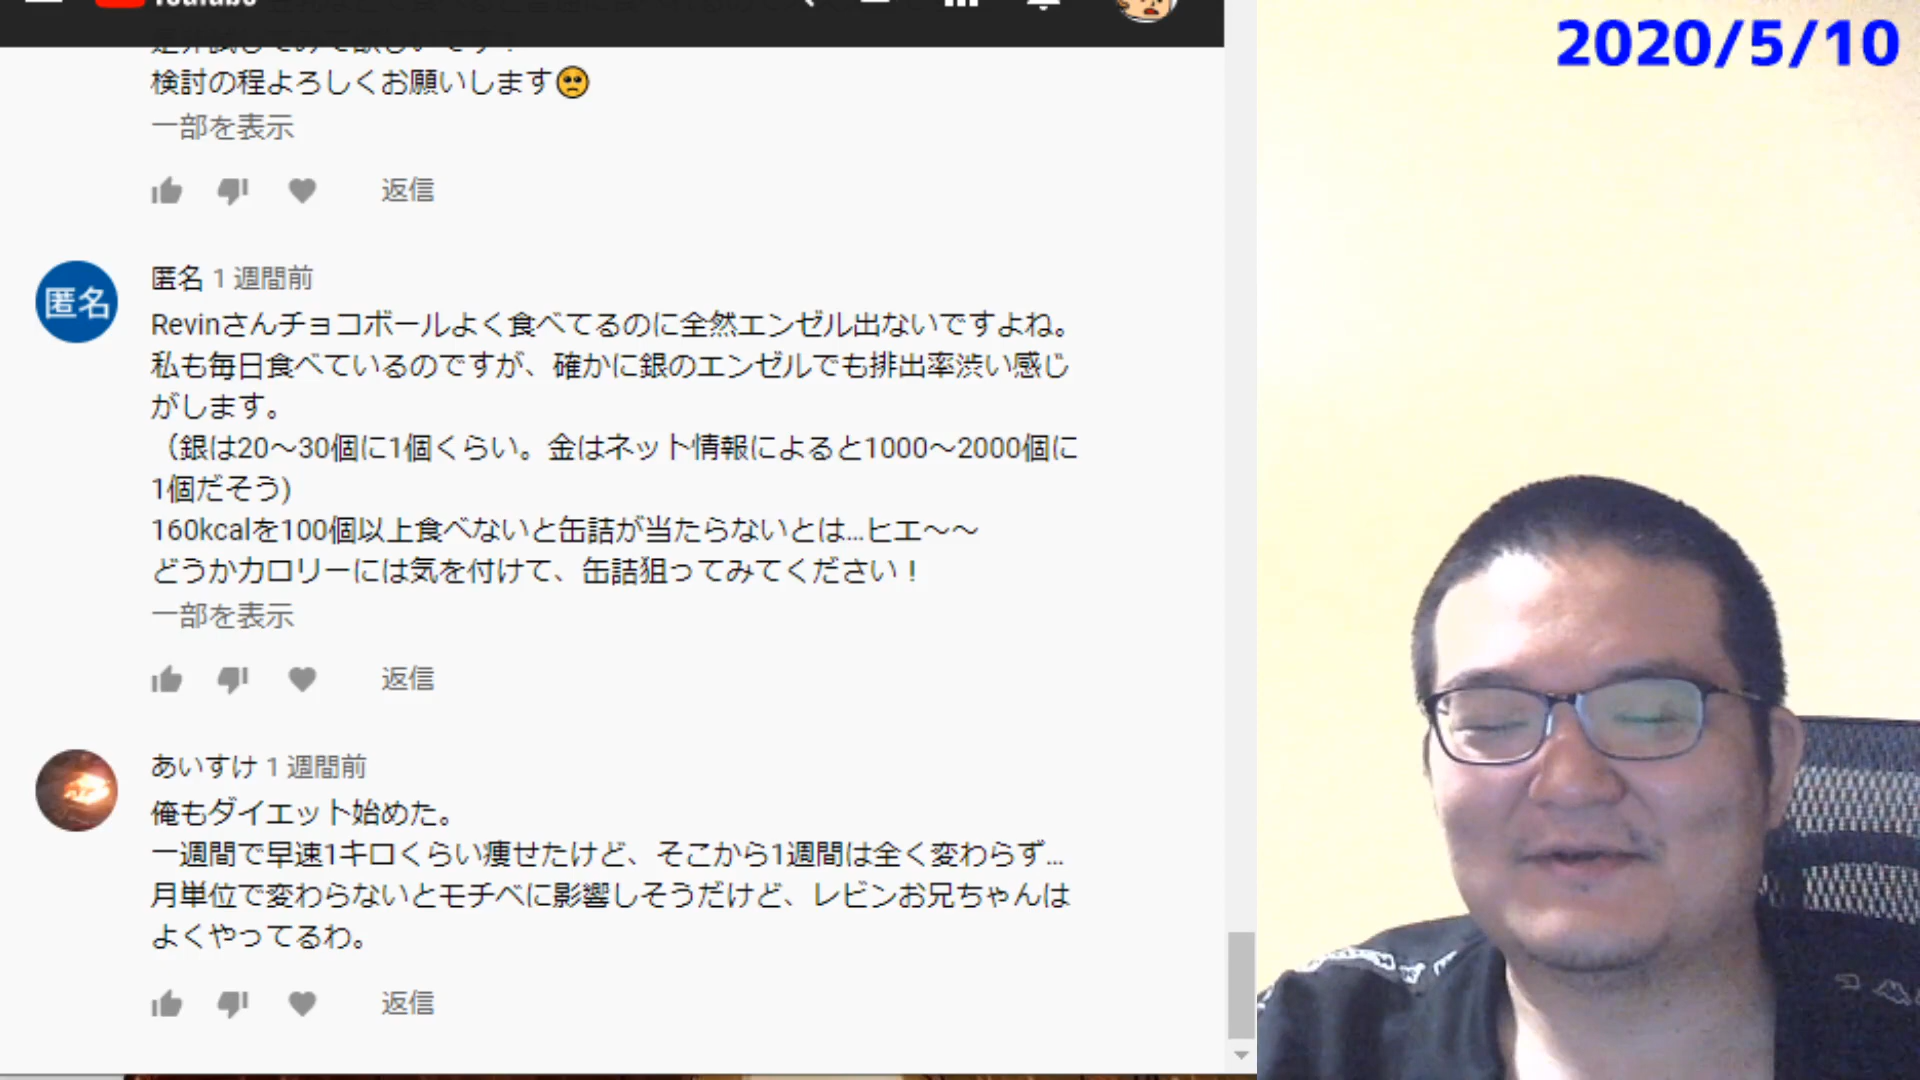 YouTube
2020/5/10
是非試してみて欲しいです!
検討の程よろしくお願いします🥺
一部を表示
返信
匿名
匿名 1 週間前
Revinさんチョコボールよく食べてるのに全然エンゼル出ないですよね。
私も毎日食べているのですが、確かに銀のエンゼルでも排出率渋い感じ
がします。
（銀は20～30個に1個くらい。金はネット情報によると1000～2000個に
1個だそう)
160kcalを100個以上食べないと缶詰が当たらないとは…ヒエ～～
どうかカロリーには気を付けて、缶詰狙ってみてください！
一部を表示
返信
あいすけ 1 週間前
俺もダイエット始めた。
一週間で早速1キロくらい痩せたけど、そこから1週間は全く変わらず…
月単位で変わらないとモチベに影響しそうだけど、レビンお兄ちゃんは
よくやってるわ。
返信